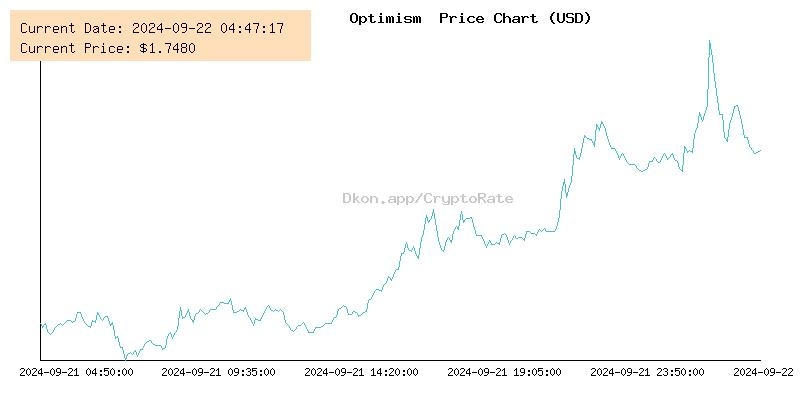 Optimism  Price Chart (USD)
Current Date: 2024-09-22 04:47:17
Current Price: $1.7480
Dkon.app/CryptoRate
2024-09-21 04:50:00 2024-09-21 09:35:00 2024-09-21 14:20:00 2024-09-21 19:05:00 2024-09-21 23:50:00 2024-09-22